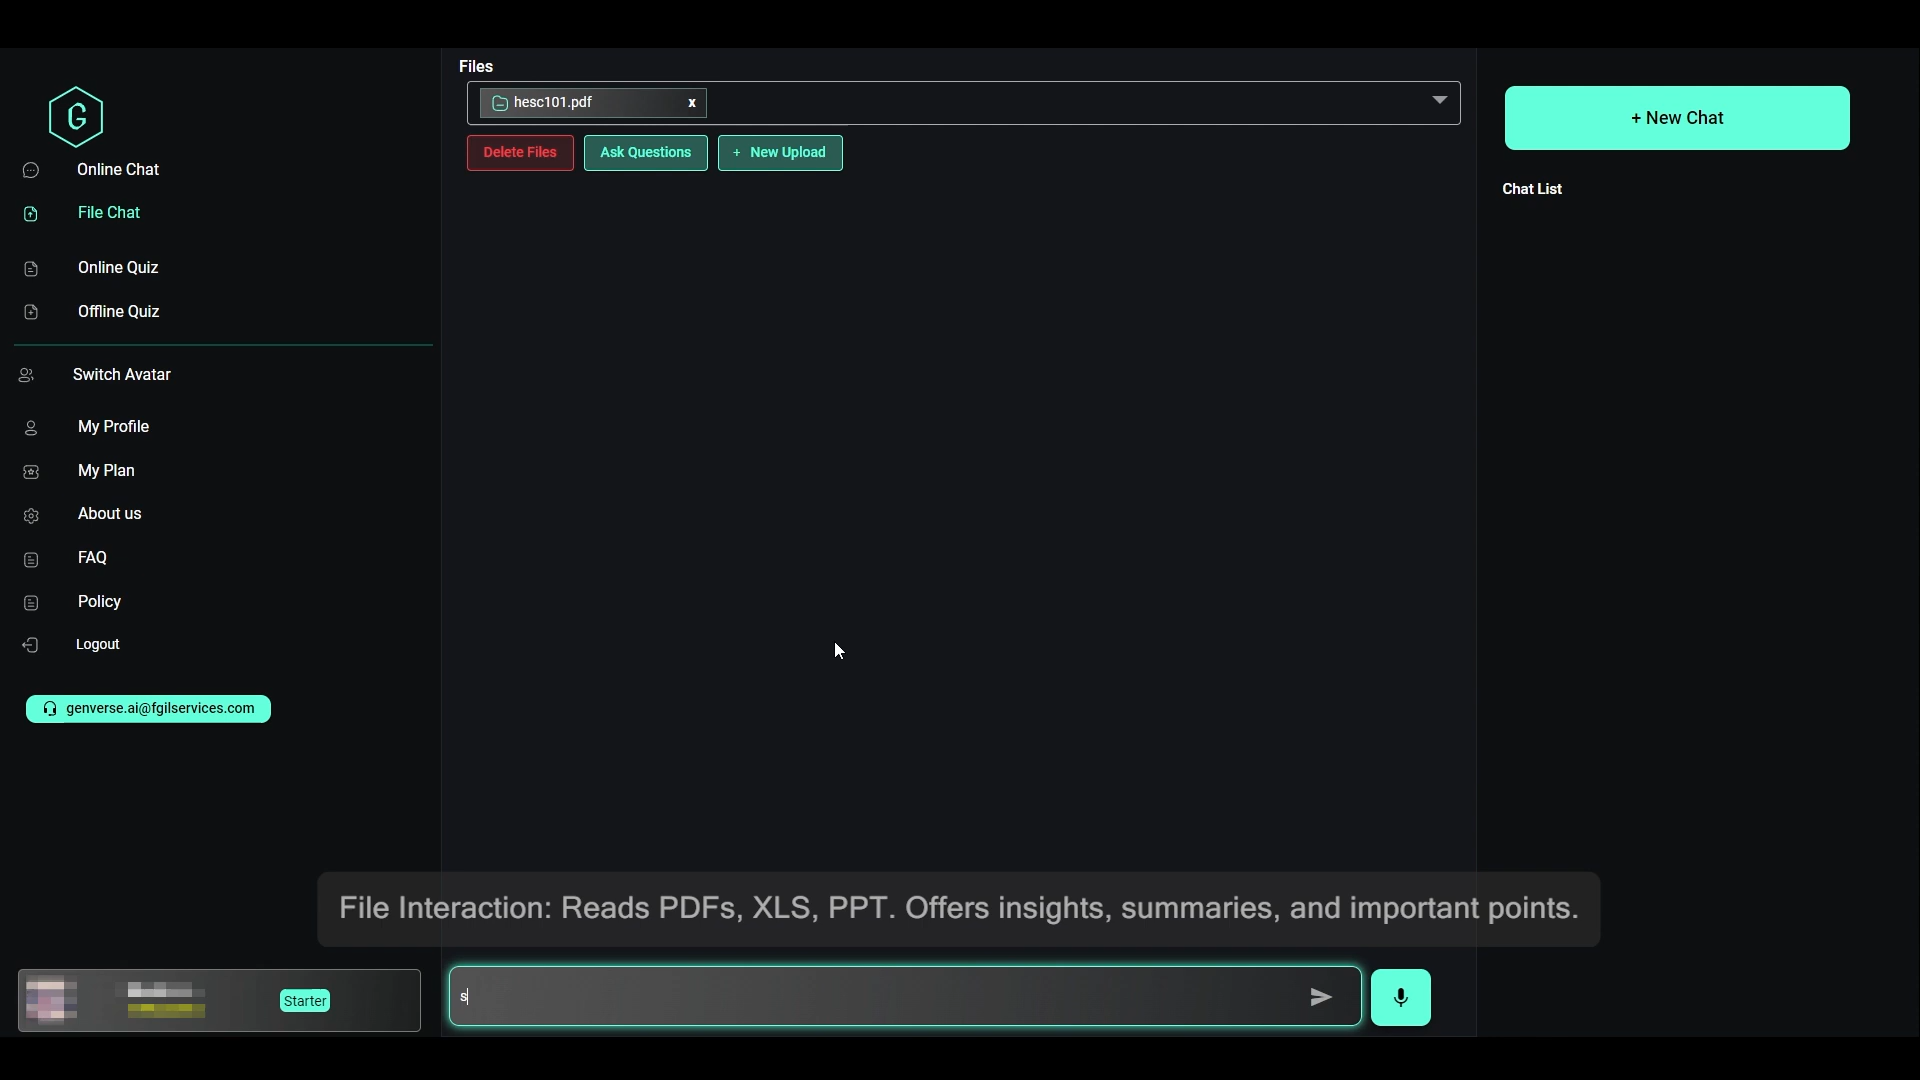 G
Online Chat
File Chat
Online Quiz
Offline Quiz
Switch Avatar
My Profile
My Plan
About us
FAQ
Policy
Logout
genverse.ai@fgilservices.com
Starter
Files
hesc101.pdf x
Delete Files Ask Questions + New Upload
File Interaction: Reads PDFs, XLS, PPT. Offers insights, summaries, and important points.
s
+ New Chat
Chat List